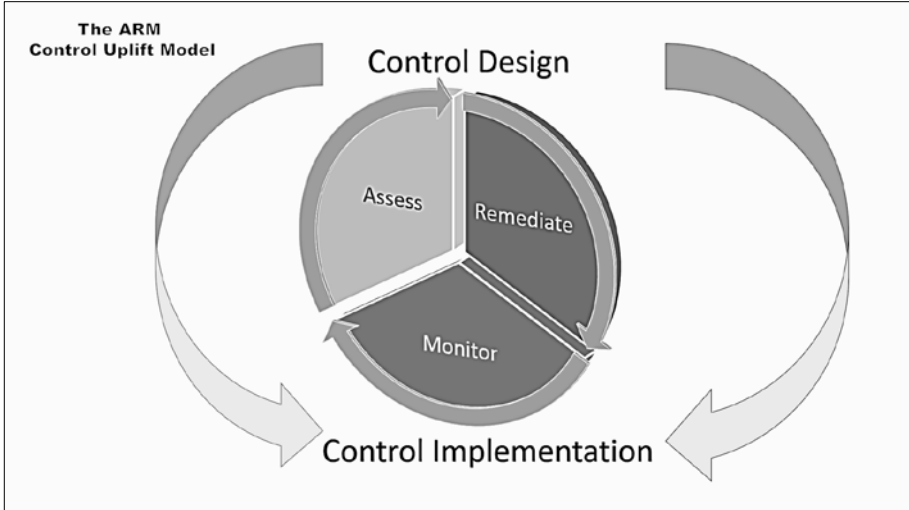 The ARM
Control Uplift Model
Control Design
Assess
Remediate
Monitor
Control Implementation